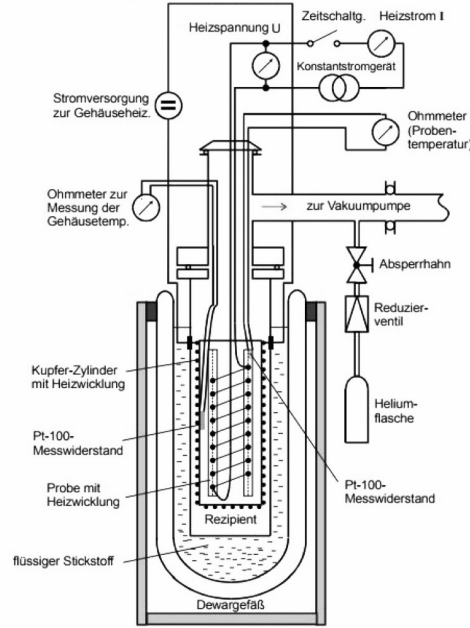 Heizspannung U
Zeitschaltg.
Heizstrom I
Konstantstromgerät
Stromversorgung
zur Gehäuseheiz.
Ohmmeter
(Proben-
temperatur)
Ohmmeter zur
Messung der
Gehäusetemp.
zur Vakuumpumpe
Absperrhahn
Reduzier-
ventil
Kupfer-Zylinder
mit Heizwicklung
Helium-
flasche
Pt-100-
Messwiderstand
Pt-100-
Messwiderstand
Probe mit
Heizwicklung
Rezipient
flüssiger Stickstoff
Dewargefäß